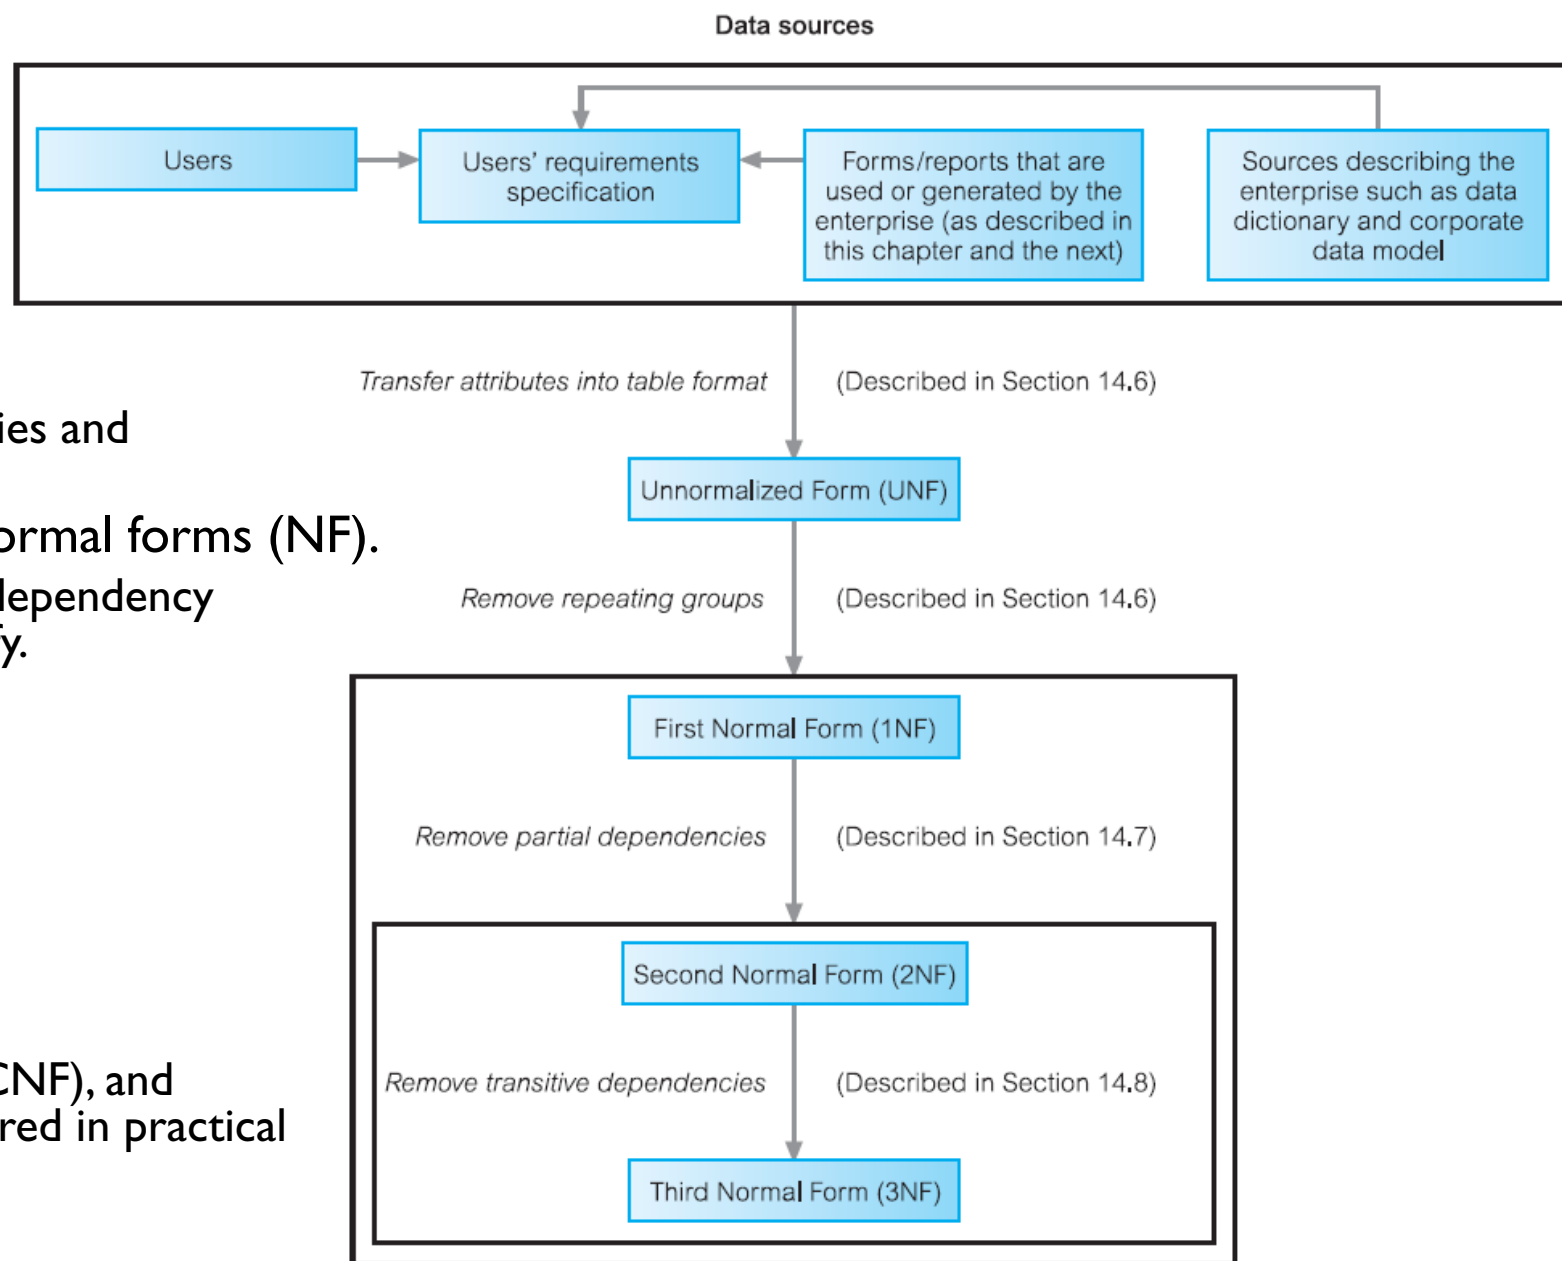 Data sources
Users
Users' requirements
specification
Forms/reports that are
used or generated by the
enterprise (as described in
this chapter and the next)
Sources describing the
enterprise such as data
dictionary and corporate
data model
Transfer attributes into table format
(Described in Section 14.6)
ies and
Unnormalized Form (UNF)
ormal forms (NF).
dependency
fy.
Remove repeating groups
(Described in Section 14.6)
First Normal Form (1NF)
Remove partial dependencies
(Described in Section 14.7)
Second Normal Form (2NF)
CNF), and
red in practical
Remove transitive dependencies
(Described in Section 14.8)
Third Normal Form (3NF)